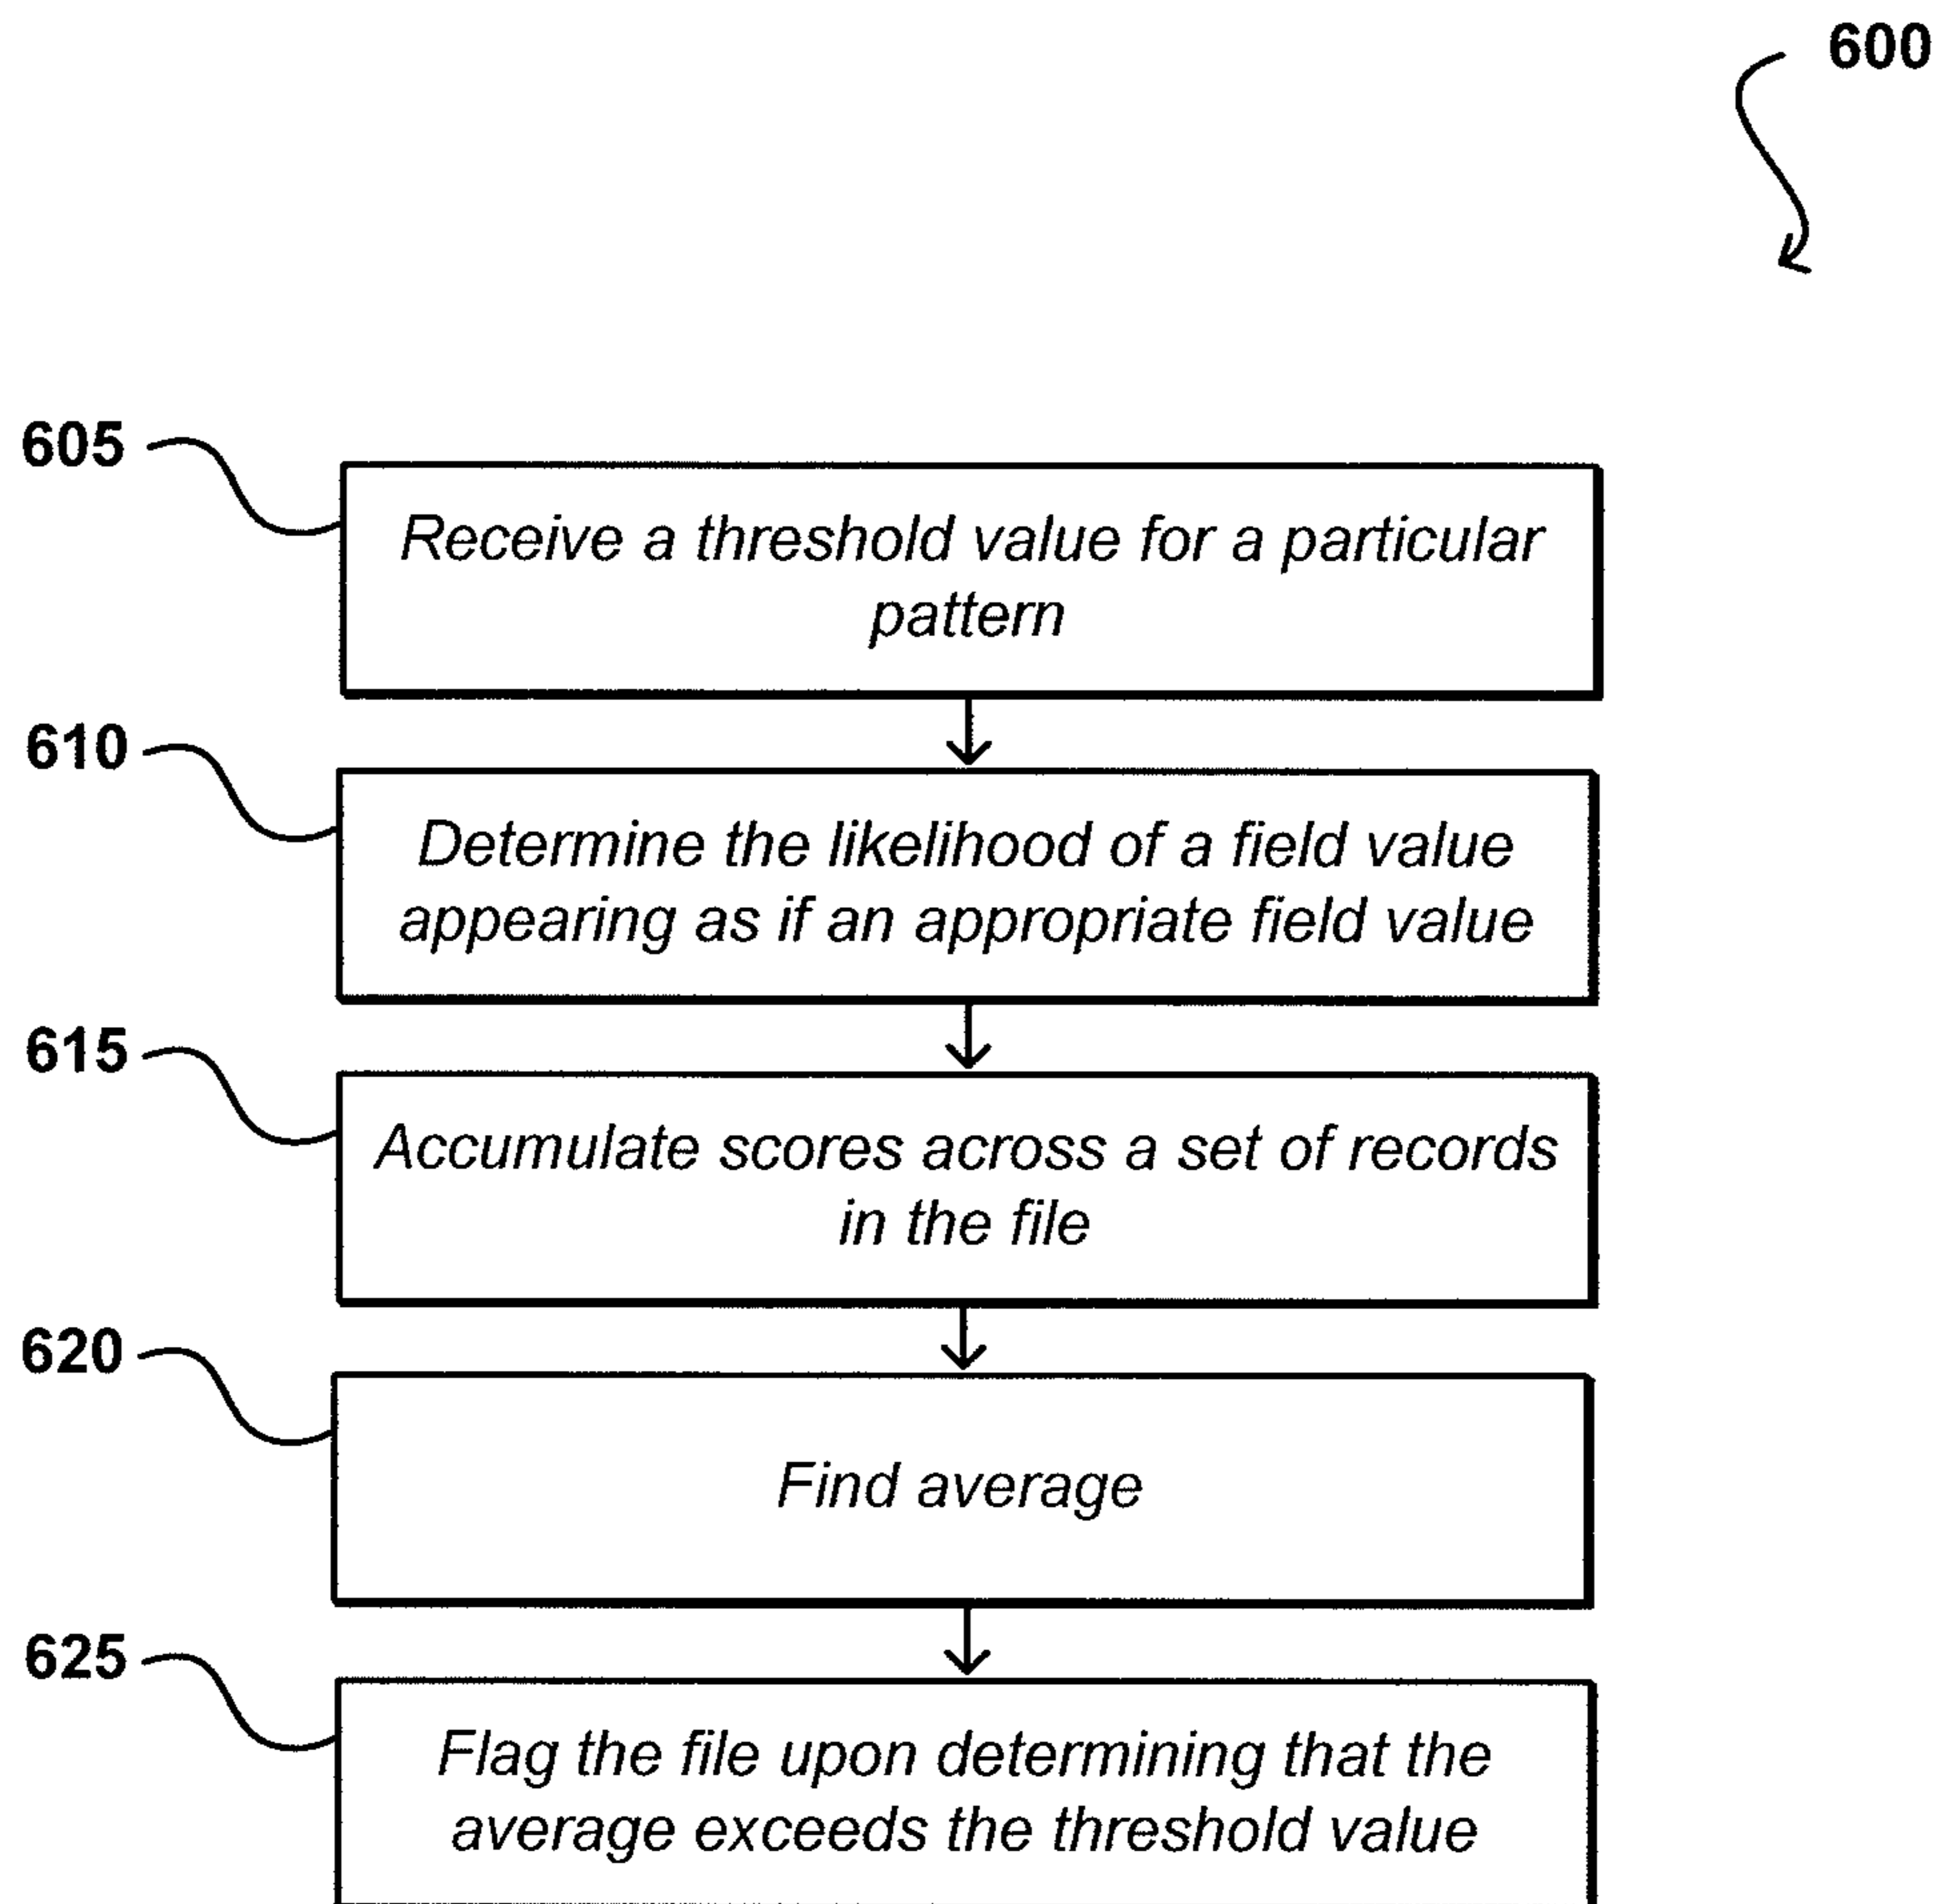 600
605
Receive a threshold value for a particular
pattern
610
Determine the likelihood of a field value
appearing as if an appropriate field value
615
Accumulate scores across a set of records
in the file
620
Find average
625
Flag the file upon determining that the
average exceeds the threshold value